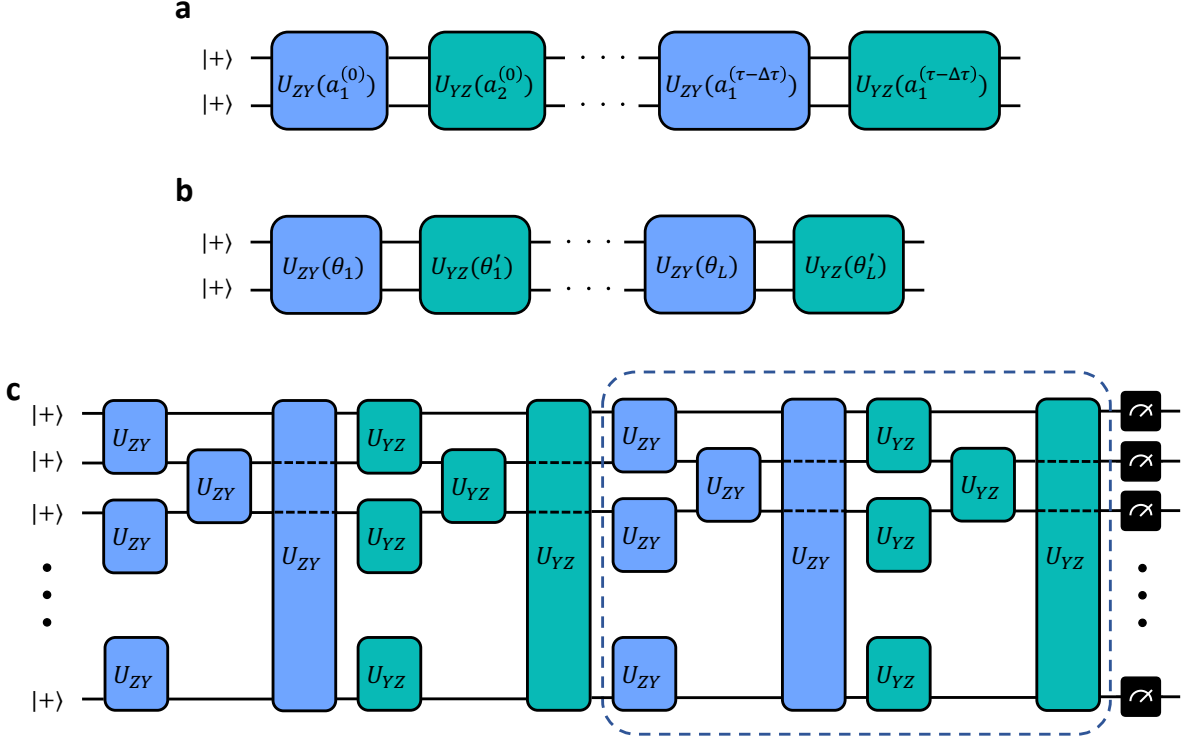 a
|+⟩ U_{ZY}(a_1^{(0)}) U_{YZ}(a_2^{(0)}) · · · U_{ZY}(a_1^{(τ−Δτ)}) U_{YZ}(a_1^{(τ−Δτ)})
|+⟩
b
|+⟩ U_{ZY}(θ_1) U_{YZ}(θ′_1) · · · U_{ZY}(θ_L) U_{YZ}(θ′_L)
|+⟩
c
|+⟩
U_{ZY} U_{YZ} U_{ZY} U_{YZ}
|+⟩
U_{ZY} U_{YZ} U_{ZY} U_{YZ}
|+⟩
U_{ZY} U_{ZY} U_{YZ} U_{YZ} U_{ZY} U_{ZY} U_{YZ} U_{YZ}
U_{ZY} U_{YZ} U_{ZY} U_{YZ}
|+⟩